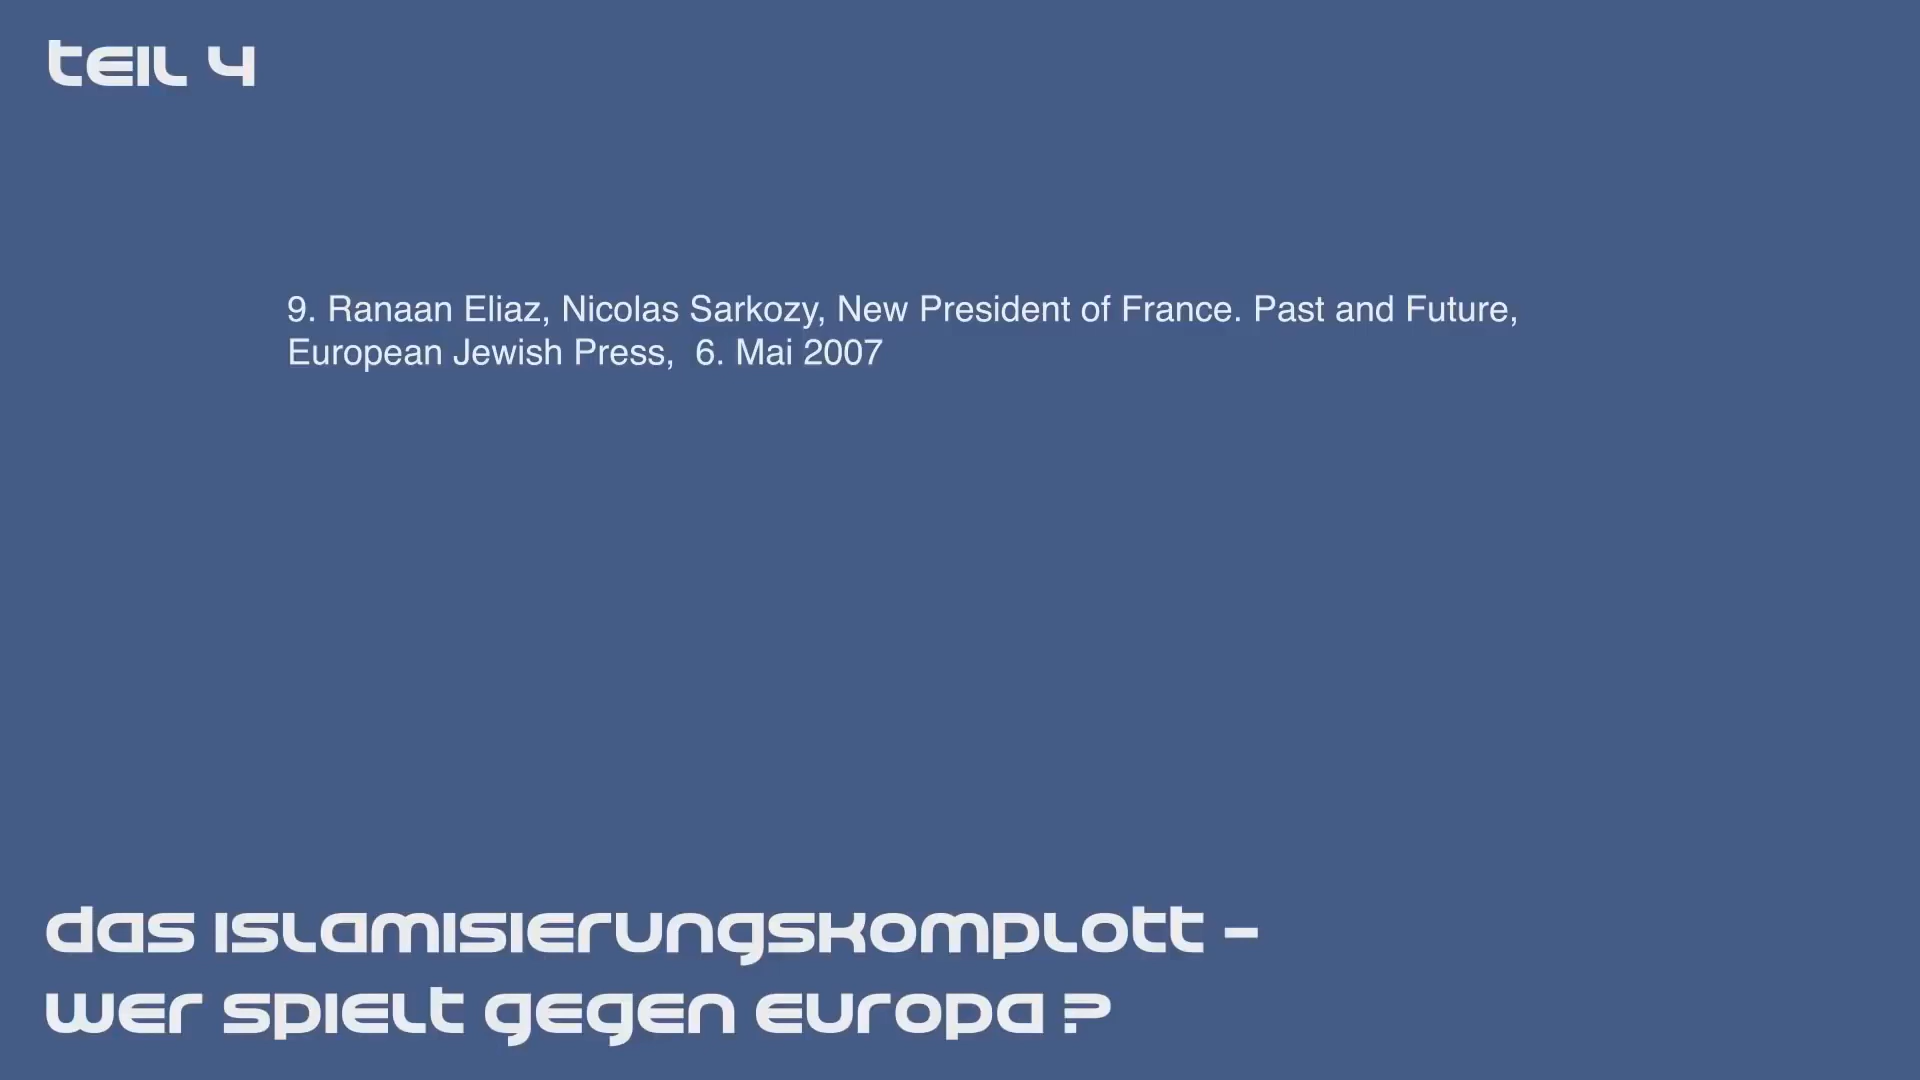 Teil 4
9. Ranaan Eliaz, Nicolas Sarkozy, New President of France. Past and Future,
European Jewish Press,  6. Mai 2007
das Islamisierungskomplott –
wer spielt gegen Europa ?